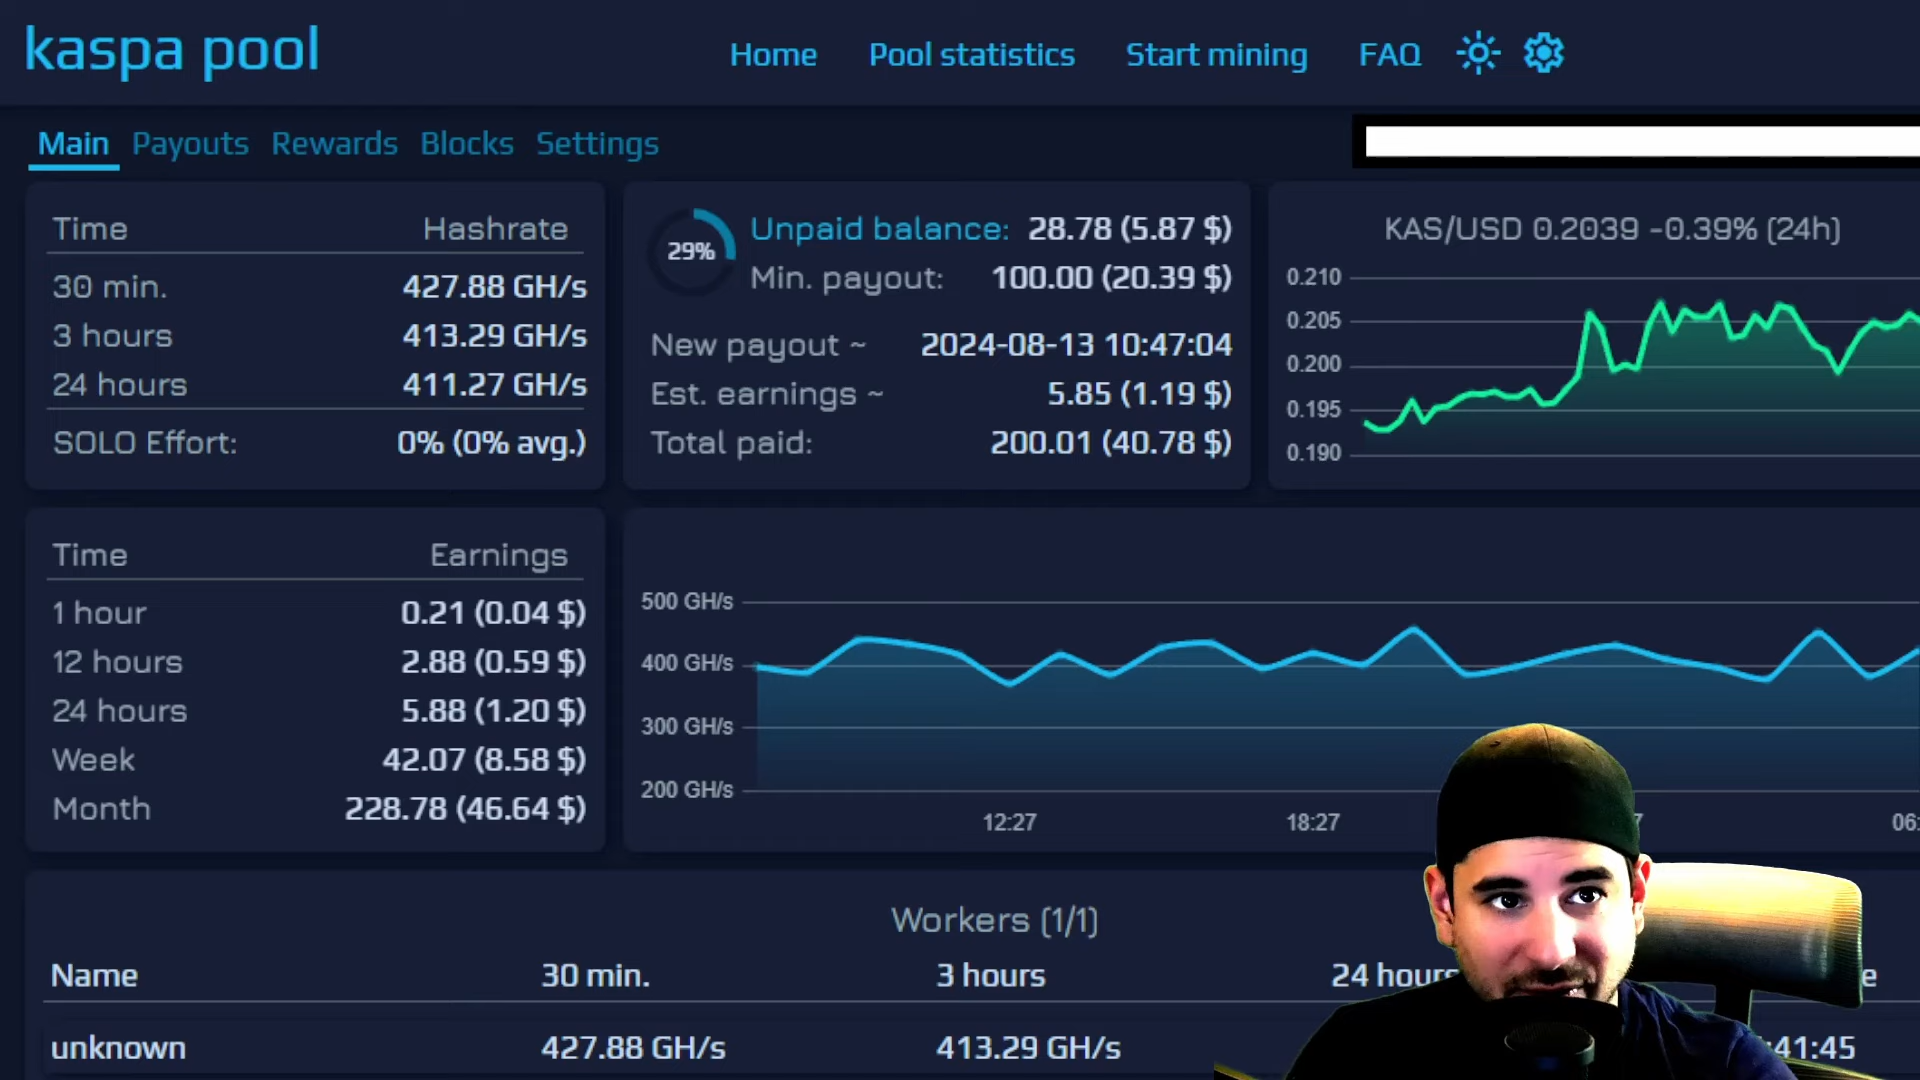 kaspa pool
Home Pool statistics Start mining FAQ
Main Payouts Rewards Blocks Settings
Time Hashrate
30 min. 427.88 GH/s
3 hours 413.29 GH/s
24 hours 411.27 GH/s
SOLO Effort: 0% (0% avg.)
29%
Unpaid balance: 28.78 (5.87 $)
Min. payout: 100.00 (20.39 $)
New payout ~ 2024-08-13 10:47:04
Est. earnings ~ 5.85 (1.19 $)
Total paid: 200.01 (40.78 $)
KAS/USD 0.2039 -0.39% (24h)
0.210
0.205
0.200
0.195
0.190
Time Earnings
1 hour 0.21 (0.04 $)
12 hours 2.88 (0.59 $)
24 hours 5.88 (1.20 $)
Week 42.07 (8.58 $)
Month 228.78 (46.64 $)
500 GH/s
400 GH/s
300 GH/s
200 GH/s
12:27 18:27
Workers (1/1)
Name 30 min. 3 hours 24 hours
unknown 427.88 GH/s 413.29 GH/s :41:45